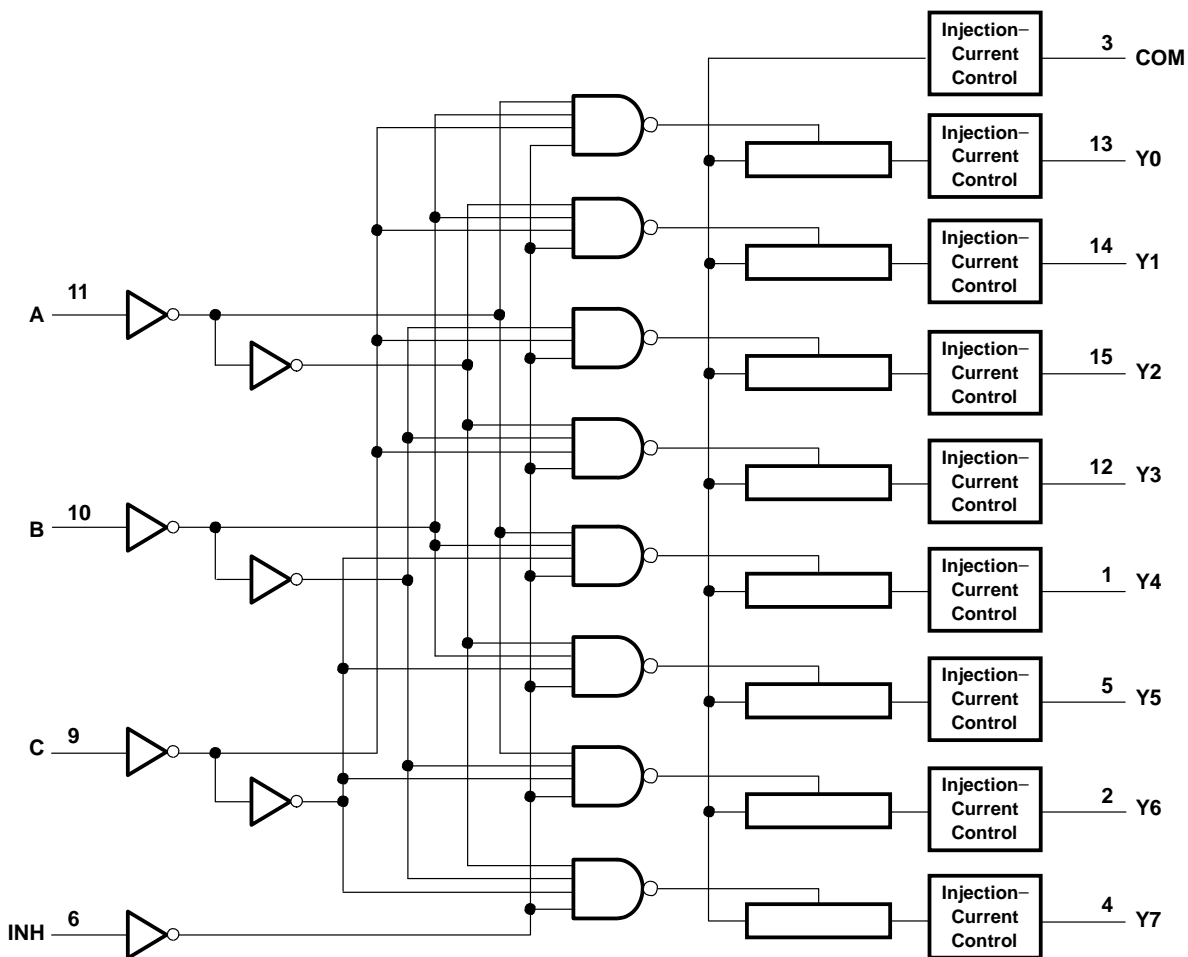 Injection–
Current
Control
3
COM
Injection–
Current
Control
13
Y0
Injection–
Current
Control
14
Y1
11
A
Injection–
Current
Control
15
Y2
Injection–
Current
Control
12
Y3
10
B
Injection–
Current
Control
1
Y4
Injection–
Current
Control
5
Y5
9
C
Injection–
Current
Control
2
Y6
6
INH
Injection–
Current
Control
4
Y7